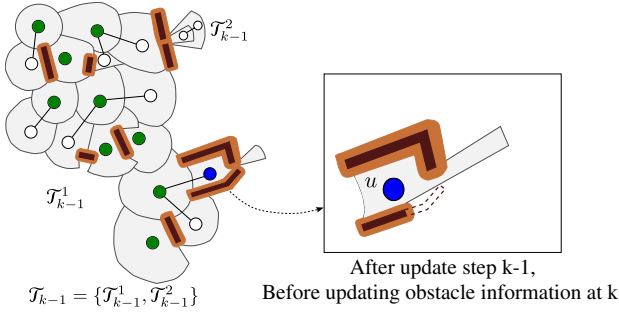 𝒯²ₖ₋₁
𝒯¹ₖ₋₁
u
𝒯ₖ₋₁ = {𝒯¹ₖ₋₁, 𝒯²ₖ₋₁}
After update step k-1,
Before updating obstacle information at k